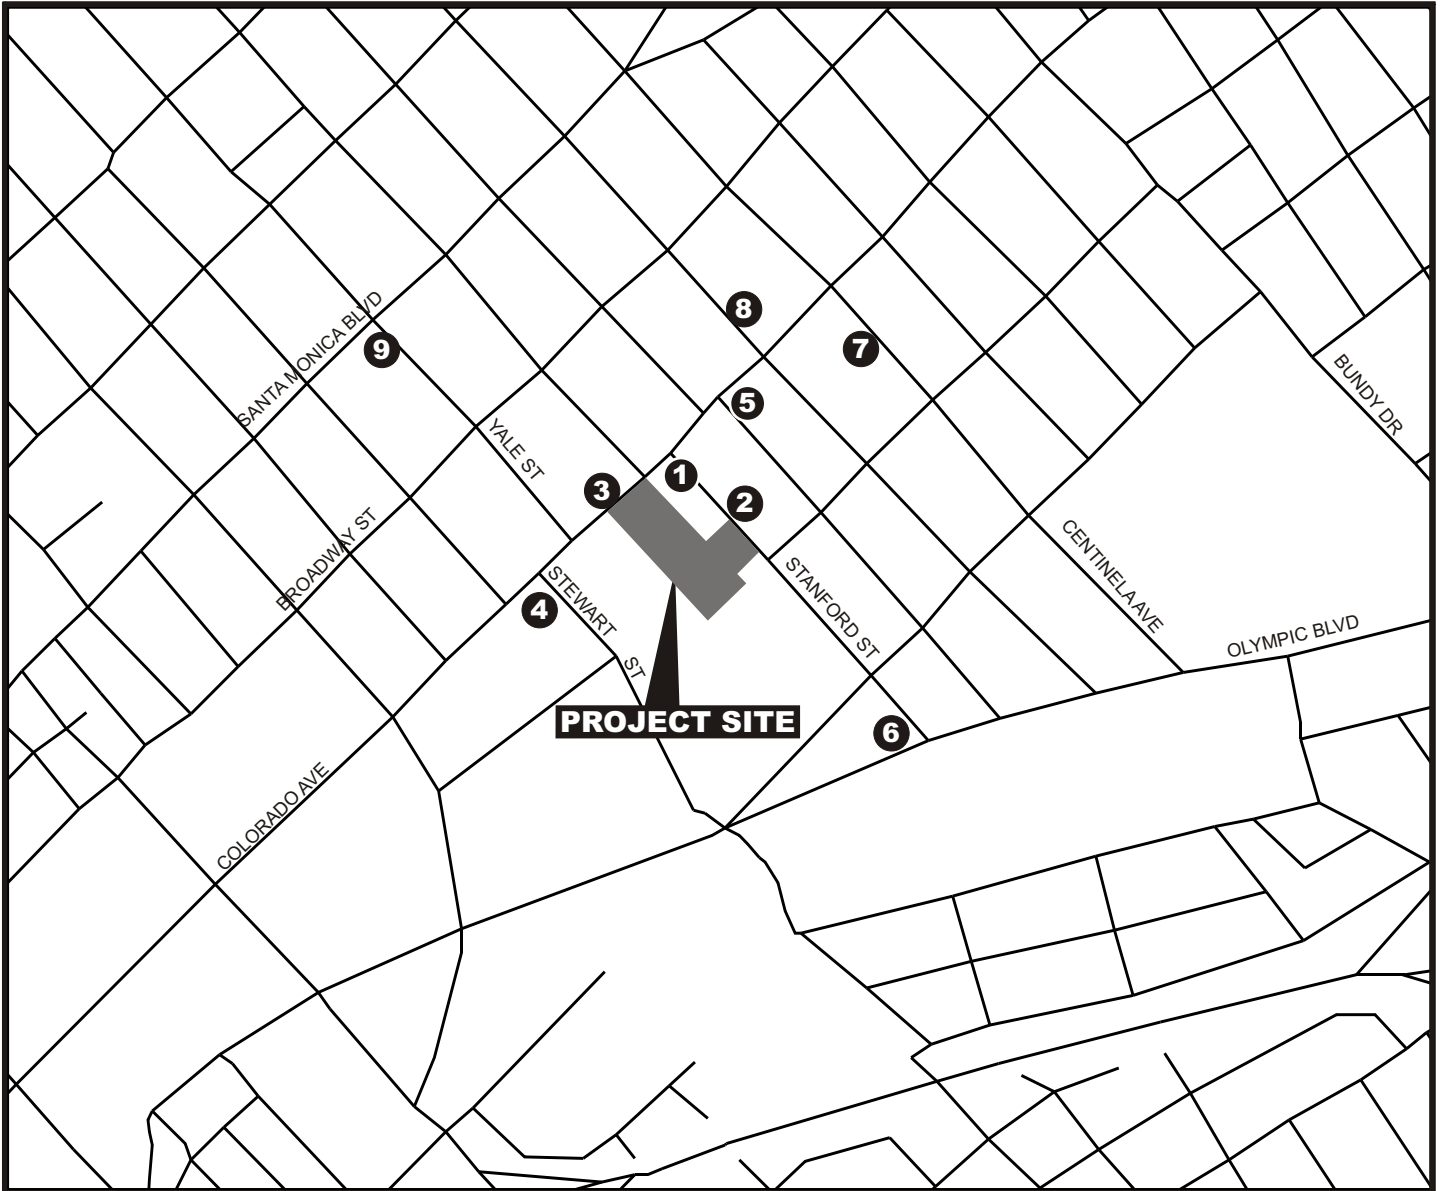 8
SANTA MONICA BLVD
9
7
BUNDY DR
5
YALE ST
1
3
2
BROADWAY ST
CENTINELA AVE
STANFORD ST
STEWART
ST
4
OLYMPIC BLVD
PROJECT SITE
6
COLORADO AVE